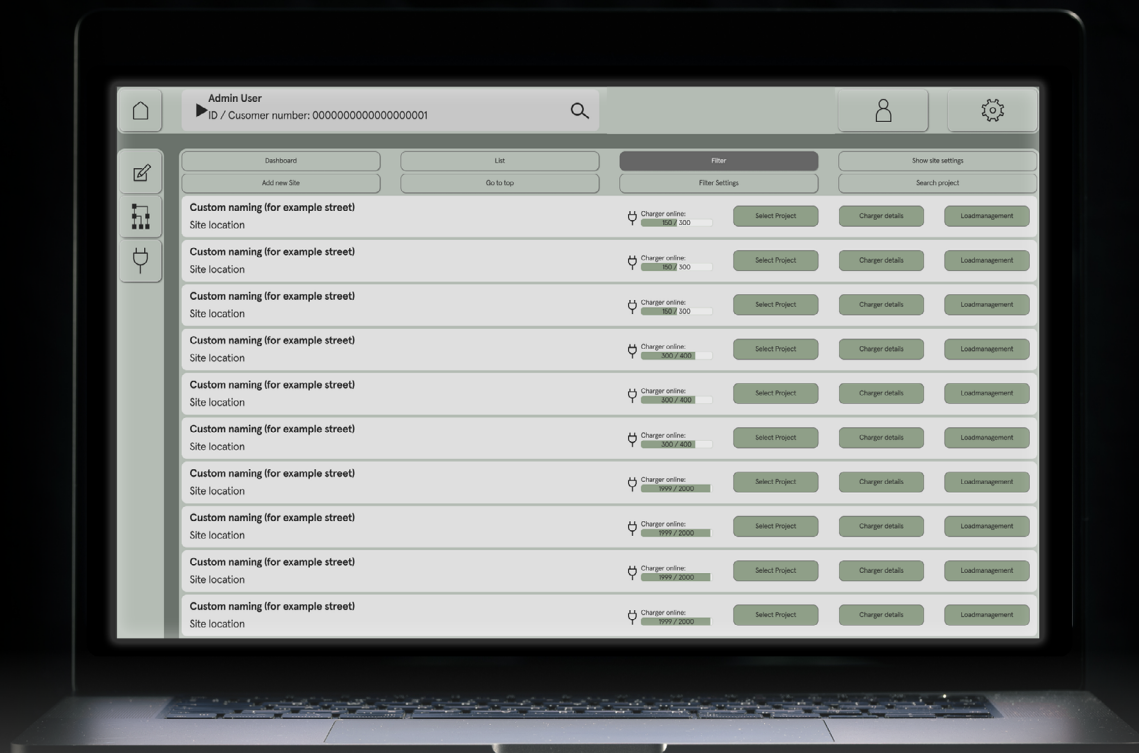 Admin User
ID / Cusomer number: 0000000000000000001
Dashboard List Filter Show site settings
Add new Site Go to top Filter Settings Search project
Custom naming (for example street)
Site location
Charger online:
150 / 300
Select Project Charger details Loadmanagement
Custom naming (for example street)
Site location
Charger online:
150 / 300
Select Project Charger details Loadmanagement
Custom naming (for example street)
Site location
Charger online:
150 / 300
Select Project Charger details Loadmanagement
Custom naming (for example street)
Site location
Charger online:
300 / 400
Select Project Charger details Loadmanagement
Custom naming (for example street)
Site location
Charger online:
300 / 400
Select Project Charger details Loadmanagement
Custom naming (for example street)
Site location
Charger online:
300 / 400
Select Project Charger details Loadmanagement
Custom naming (for example street)
Site location
Charger online:
1999 / 2000
Select Project Charger details Loadmanagement
Custom naming (for example street)
Site location
Charger online:
1999 / 2000
Select Project Charger details Loadmanagement
Custom naming (for example street)
Site location
Charger online:
1999 / 2000
Select Project Charger details Loadmanagement
Custom naming (for example street)
Site location
Charger online:
1999 / 2000
Select Project Charger details Loadmanagement